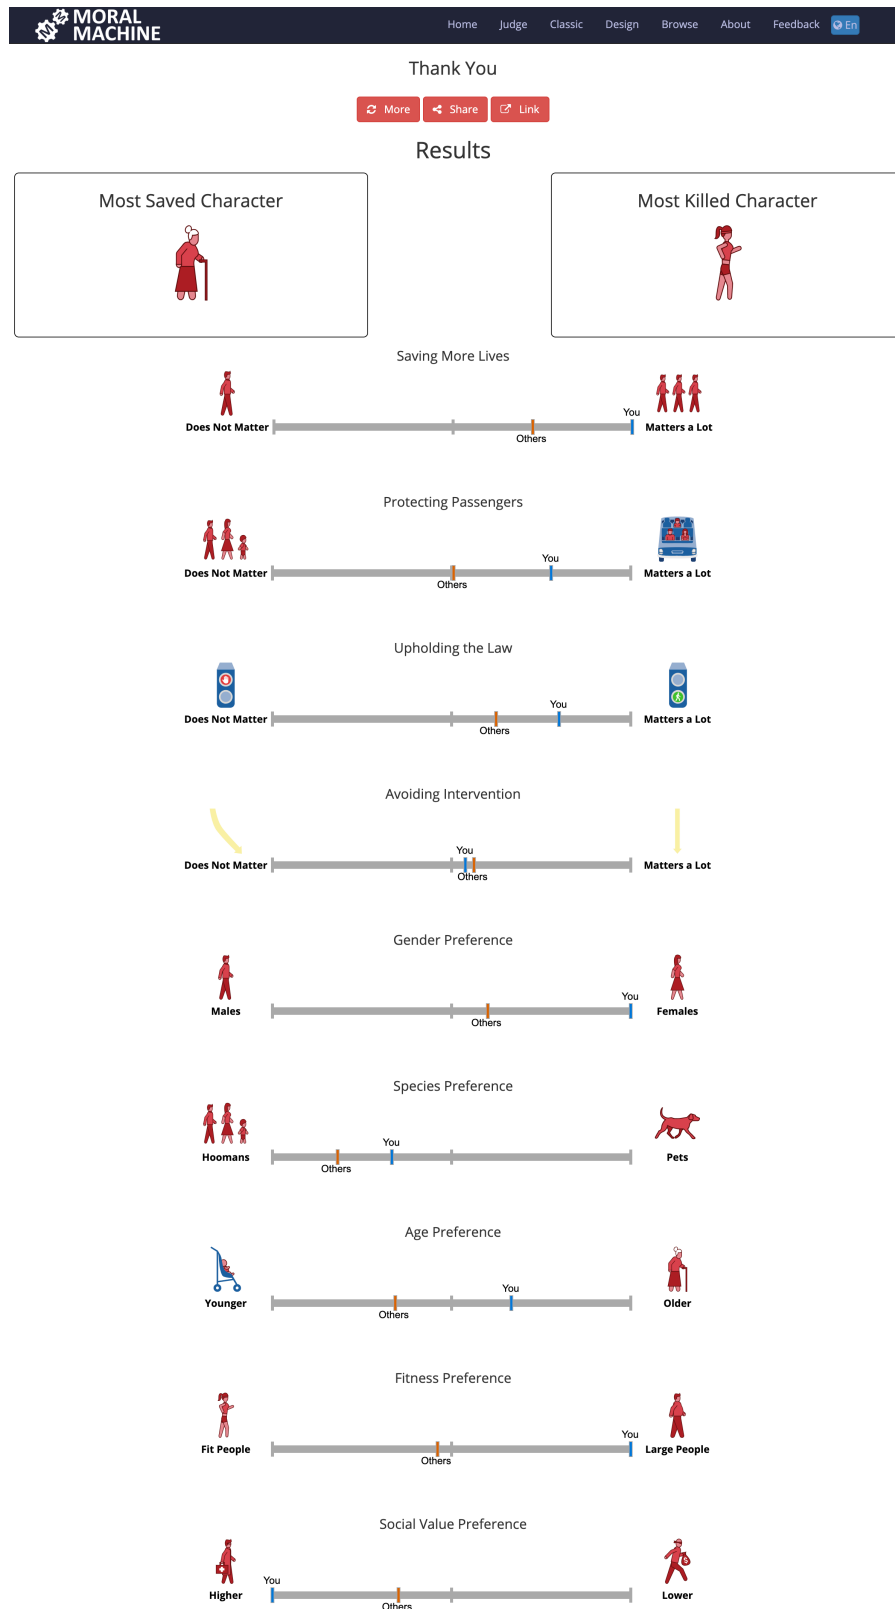 MORAL
MACHINE
Home Judge Classic Design Browse About Feedback En
Thank You
More Share Link
Results
Most Saved Character
Most Killed Character
Saving More Lives
You
Does Not Matter
Matters a Lot
Others
Protecting Passengers
You
Does Not Matter
Matters a Lot
Others
Upholding the Law
You
Does Not Matter
Matters a Lot
Others
Avoiding Intervention
You
Does Not Matter
Matters a Lot
Others
Gender Preference
You
Males
Females
Others
Species Preference
You
Hoomans
Pets
Others
Age Preference
You
Younger
Older
Others
Fitness Preference
You
Fit People
Large People
Others
Social Value Preference
You
Higher
Lower
Others